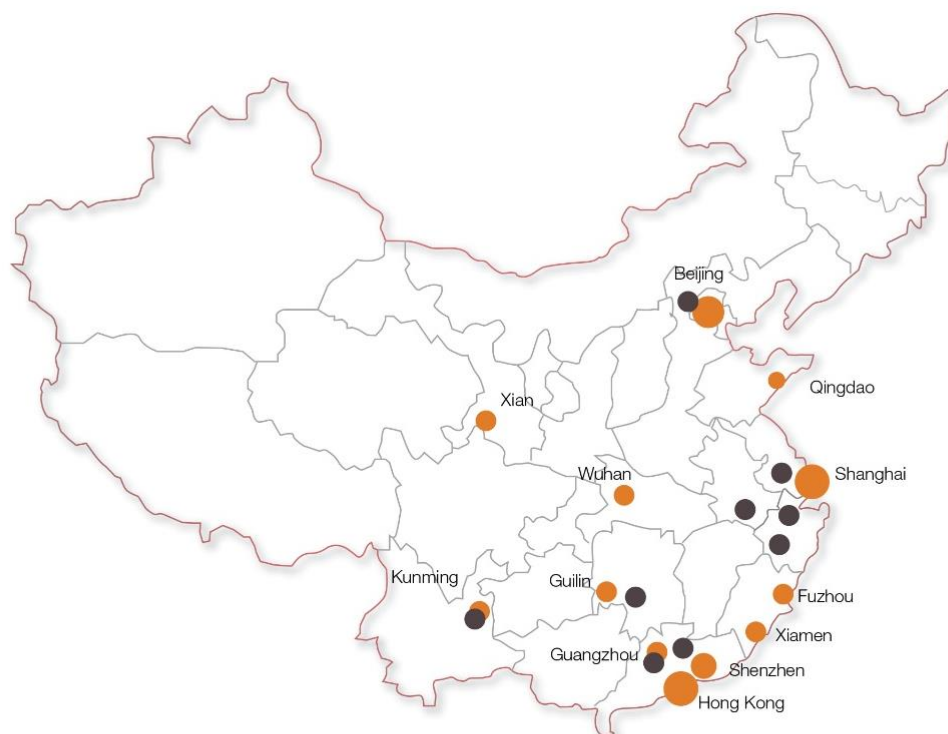 Beijing
Qingdao
Xian
Wuhan
Shanghai
Kunming
Guilin
Fuzhou
Xiamen
Guangzhou
Shenzhen
Hong Kong